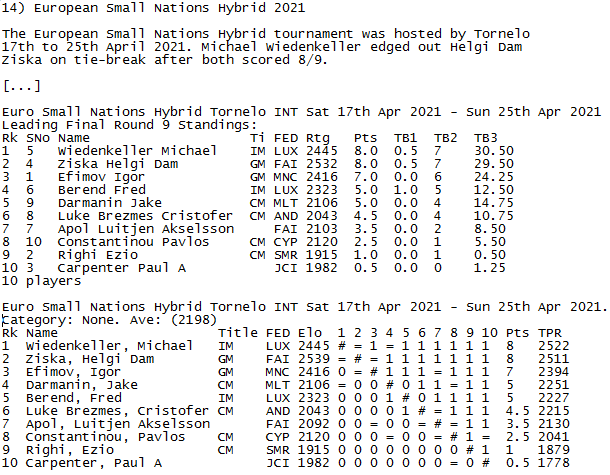 14) European Small Nations Hybrid 2021
The European Small Nations Hybrid tournament was hosted by Tornelo
17th to 25th April 2021. Michael Wiedenkeller edged out Helgi Dam
Ziska on tie-break after both scored 8/9.
[...]
Euro Small Nations Hybrid Tornelo INT Sat 17th Apr 2021 - Sun 25th Apr 2021
Leading Final Round 9 Standings:
Rk SNo Name Ti FED Rtg Pts TB1 TB2 TB3
1 5 Wiedenkeller Michael IM LUX 2445 8.0 0.5 7 30.50
2 4 Ziska Helgi Dam GM FAI 2532 8.0 0.5 7 29.50
3 1 Efimov Igor GM MNC 2416 7.0 0.0 6 24.25
4 6 Berend Fred IM LUX 2323 5.0 1.0 5 12.50
5 9 Darmanin Jake CM MLT 2106 5.0 0.0 4 14.75
6 8 Luke Brezmes Cristofer CM AND 2043 4.5 0.0 4 10.75
7 7 Apol Luitjen Akselsson FAI 2103 3.5 0.0 2 8.50
8 10 Constantinou Pavlos CM CYP 2120 2.5 0.0 1 5.50
9 2 Righi Ezio CM SMR 1915 1.0 0.0 1 0.50
10 3 Carpenter Paul A JCI 1982 0.5 0.0 0 1.25
10 players
Euro Small Nations Hybrid Tornelo INT Sat 17th Apr 2021 - Sun 25th Apr 2021.
Category: None. Ave: (2198)
Rk Name Title FED Elo 1 2 3 4 5 6 7 8 9 10 Pts TPR
1 Wiedenkeller, Michael IM LUX 2445 # = 1 = 1 1 1 1 1 1 8 2522
2 Ziska, Helgi Dam GM FAI 2539 = # = 1 1 1 1 1 1 1 8 2511
3 Efimov, Igor GM MNC 2416 0 = # 1 1 1 = 1 1 1 7 2394
4 Darmanin, Jake CM MLT 2106 = 0 0 # 0 1 1 = 1 1 5 2251
5 Berend, Fred IM LUX 2323 0 0 0 1 # 0 1 1 1 1 5 2227
6 Luke Brezmes, Cristofer CM AND 2043 0 0 0 0 1 # = 1 1 1 4.5 2215
7 Apol, Luitjen Akselsson FAI 2092 0 0 = 0 0 = # = 1 1 3.5 2130
8 Constantinou, Pavlos CM CYP 2120 0 0 0 = 0 0 = # 1 = 2.5 2041
9 Righi, Ezio CM SMR 1915 0 0 0 0 0 0 0 0 # 1 1 1879
10 Carpenter, Paul A JCI 1982 0 0 0 0 0 0 0 = 0 # 0.5 1778